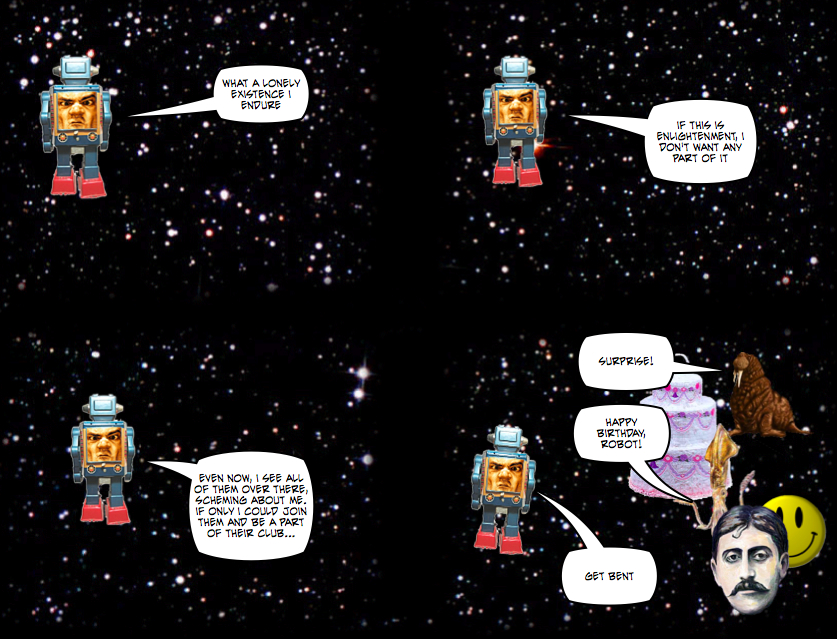 WHAT A LONELY
EXISTENCE I
ENDURE
IF THIS IS
ENLIGHTENMENT, I
DON'T WANT ANY
PART OF IT
EVEN NOW, I SEE ALL
OF THEM OVER THERE,
SCHEMING ABOUT ME.
IF ONLY I COULD JOIN
THEM AND BE A PART
OF THEIR CLUB...
SURPRISE!
HAPPY
BIRTHDAY,
ROBOT!
GET BENT